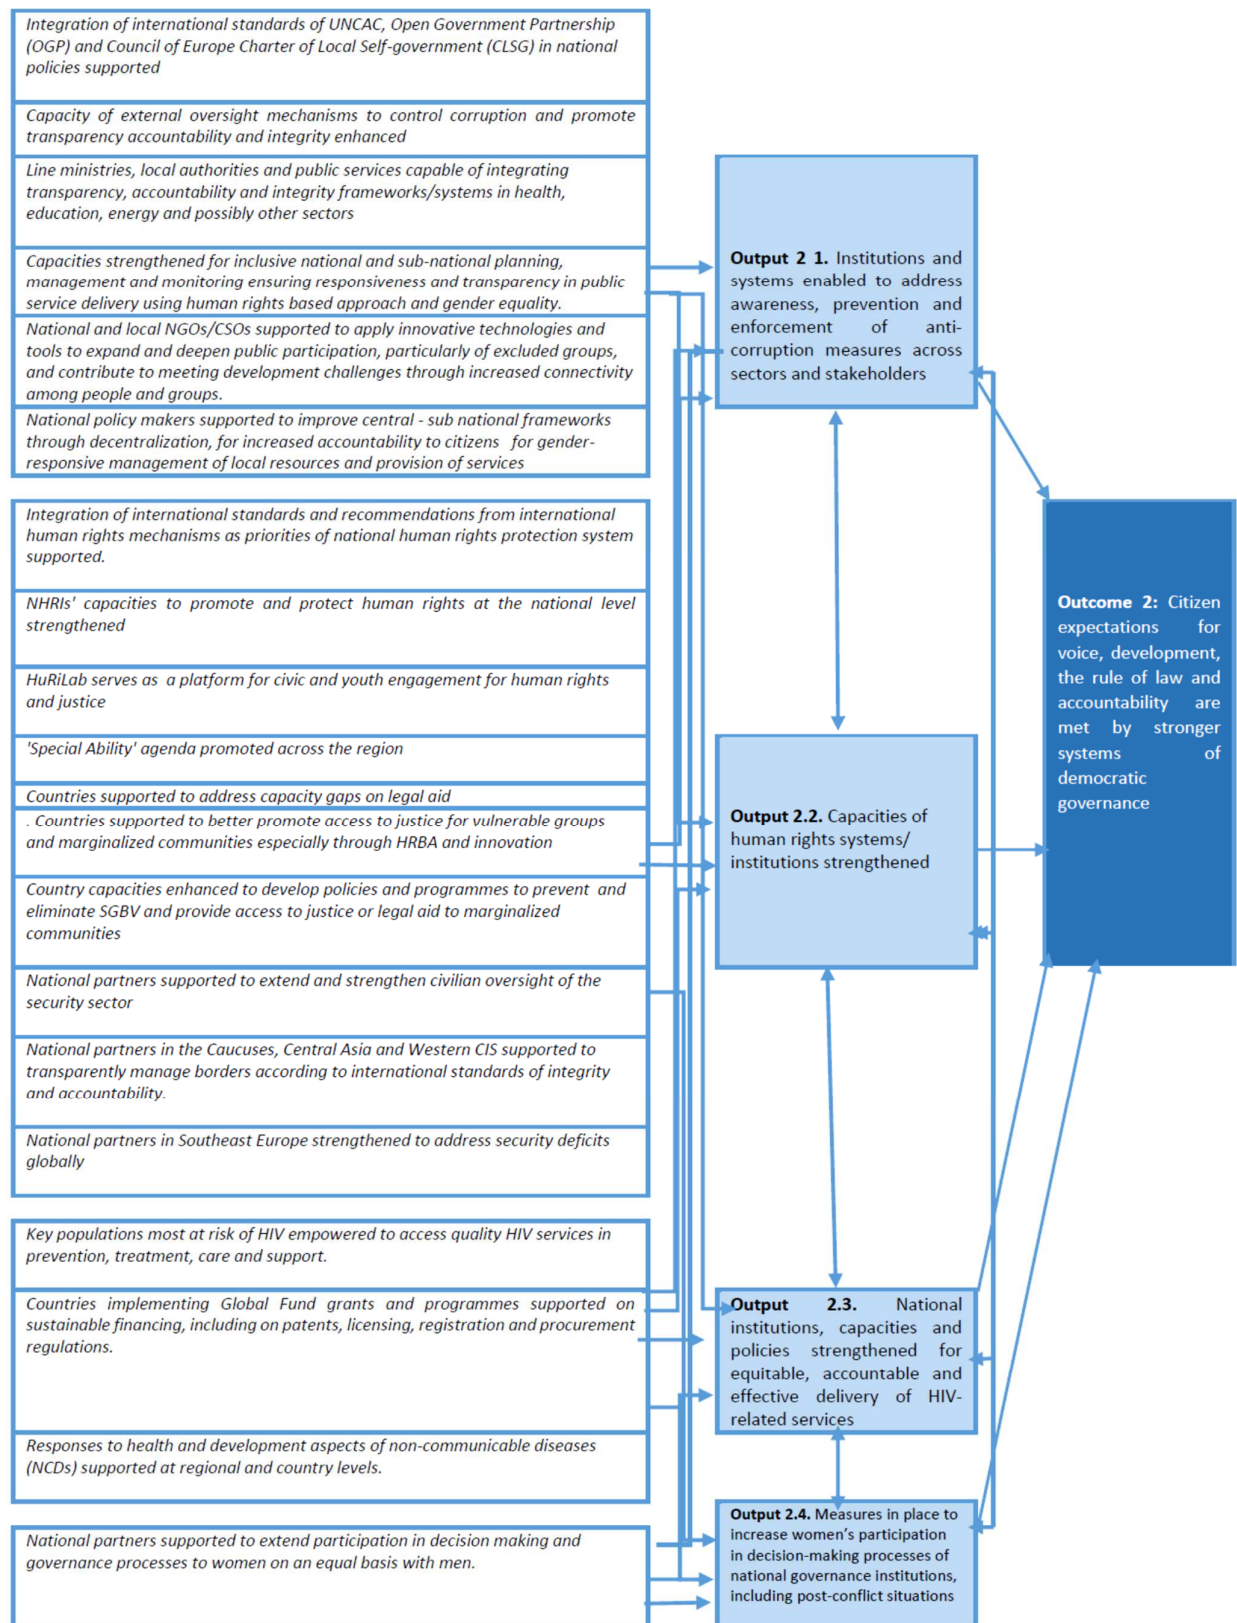 Integration of international standards of UNCAC, Open Government Partnership
(OGP) and Council of Europe Charter of Local Self-government (CLSG) in national
policies supported
Capacity of external oversight mechanisms to control corruption and promote
transparency accountability and integrity enhanced
Line ministries, local authorities and public services capable of integrating
transparency, accountability and integrity frameworks/systems in health,
education, energy and possibly other sectors
Capacities strengthened for inclusive national and sub-national planning,
management and monitoring ensuring responsiveness and transparency in public
service delivery using human rights based approach and gender equality.
National and local NGOs/CSOs supported to apply innovative technologies and
tools to expand and deepen public participation, particularly of excluded groups,
and contribute to meeting development challenges through increased connectivity
among people and groups.
National policy makers supported to improve central - sub national frameworks
through decentralization, for increased accountability to citizens for gender-
responsive management of local resources and provision of services
Integration of international standards and recommendations from international
human rights mechanisms as priorities of national human rights protection system
supported.
NHRIs' capacities to promote and protect human rights at the national level
strengthened
HuRiLab serves as a platform for civic and youth engagement for human rights
and justice
'Special Ability' agenda promoted across the region
Countries supported to address capacity gaps on legal aid
. Countries supported to better promote access to justice for vulnerable groups
and marginalized communities especially through HRBA and innovation
Country capacities enhanced to develop policies and programmes to prevent and
eliminate SGBV and provide access to justice or legal aid to marginalized
communities
National partners supported to extend and strengthen civilian oversight of the
security sector
National partners in the Caucuses, Central Asia and Western CIS supported to
transparently manage borders according to international standards of integrity
and accountability.
National partners in Southeast Europe strengthened to address security deficits
globally
Key populations most at risk of HIV empowered to access quality HIV services in
prevention, treatment, care and support.
Countries implementing Global Fund grants and programmes supported on
sustainable financing, including on patents, licensing, registration and procurement
regulations.
Responses to health and development aspects of non-communicable diseases
(NCDs) supported at regional and country levels.
National partners supported to extend participation in decision making and
governance processes to women on an equal basis with men.
Output 2 1. Institutions and
systems enabled to address
awareness, prevention and
enforcement of anti-
corruption measures across
sectors and stakeholders
Output 2.2. Capacities of
human rights systems/
institutions strengthened
Output 2.3. National
institutions, capacities and
policies strengthened for
equitable, accountable and
effective delivery of HIV-
related services
Output 2.4. Measures in place to
increase women's participation
in decision-making processes of
national governance institutions,
including post-conflict situations
Outcome 2: Citizen
expectations for
voice, development,
the rule of law and
accountability are
met by stronger
systems of
democratic
governance